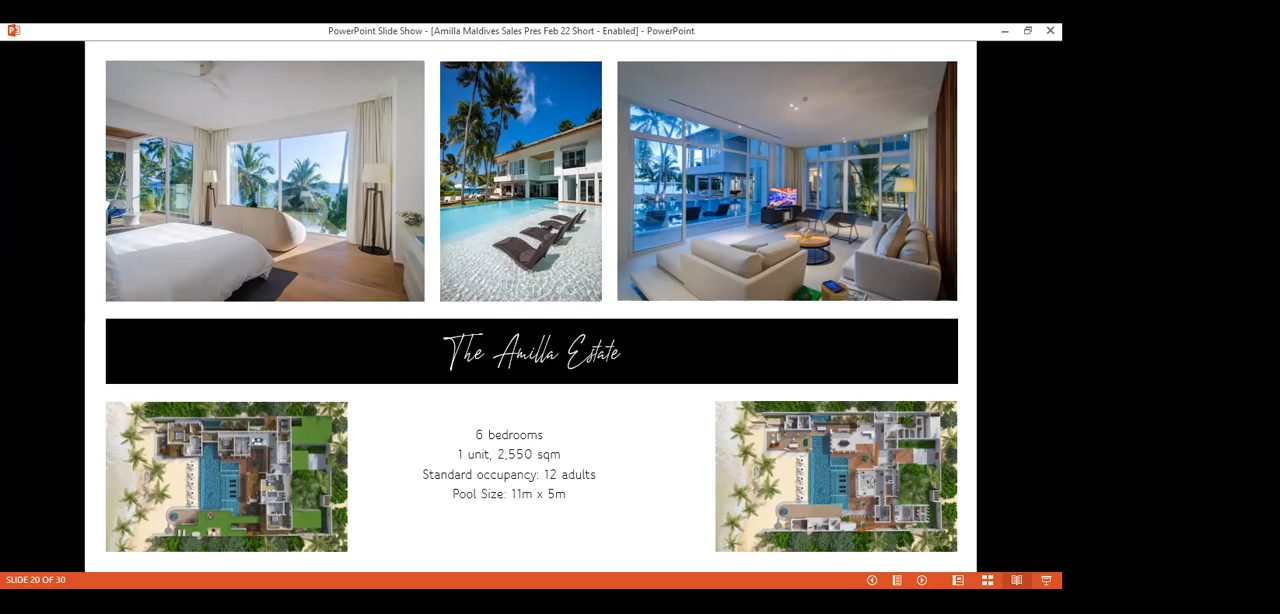 PowerPoint Slide Show - [Amilla Maldives Sales Pres Feb 22 Short - Enabled] - PowerPoint
The Amilla Estate
6 bedrooms
1 unit, 2,550 sqm
Standard occupancy: 12 adults
Pool Size: 11m x 5m
SLIDE 20 OF 30